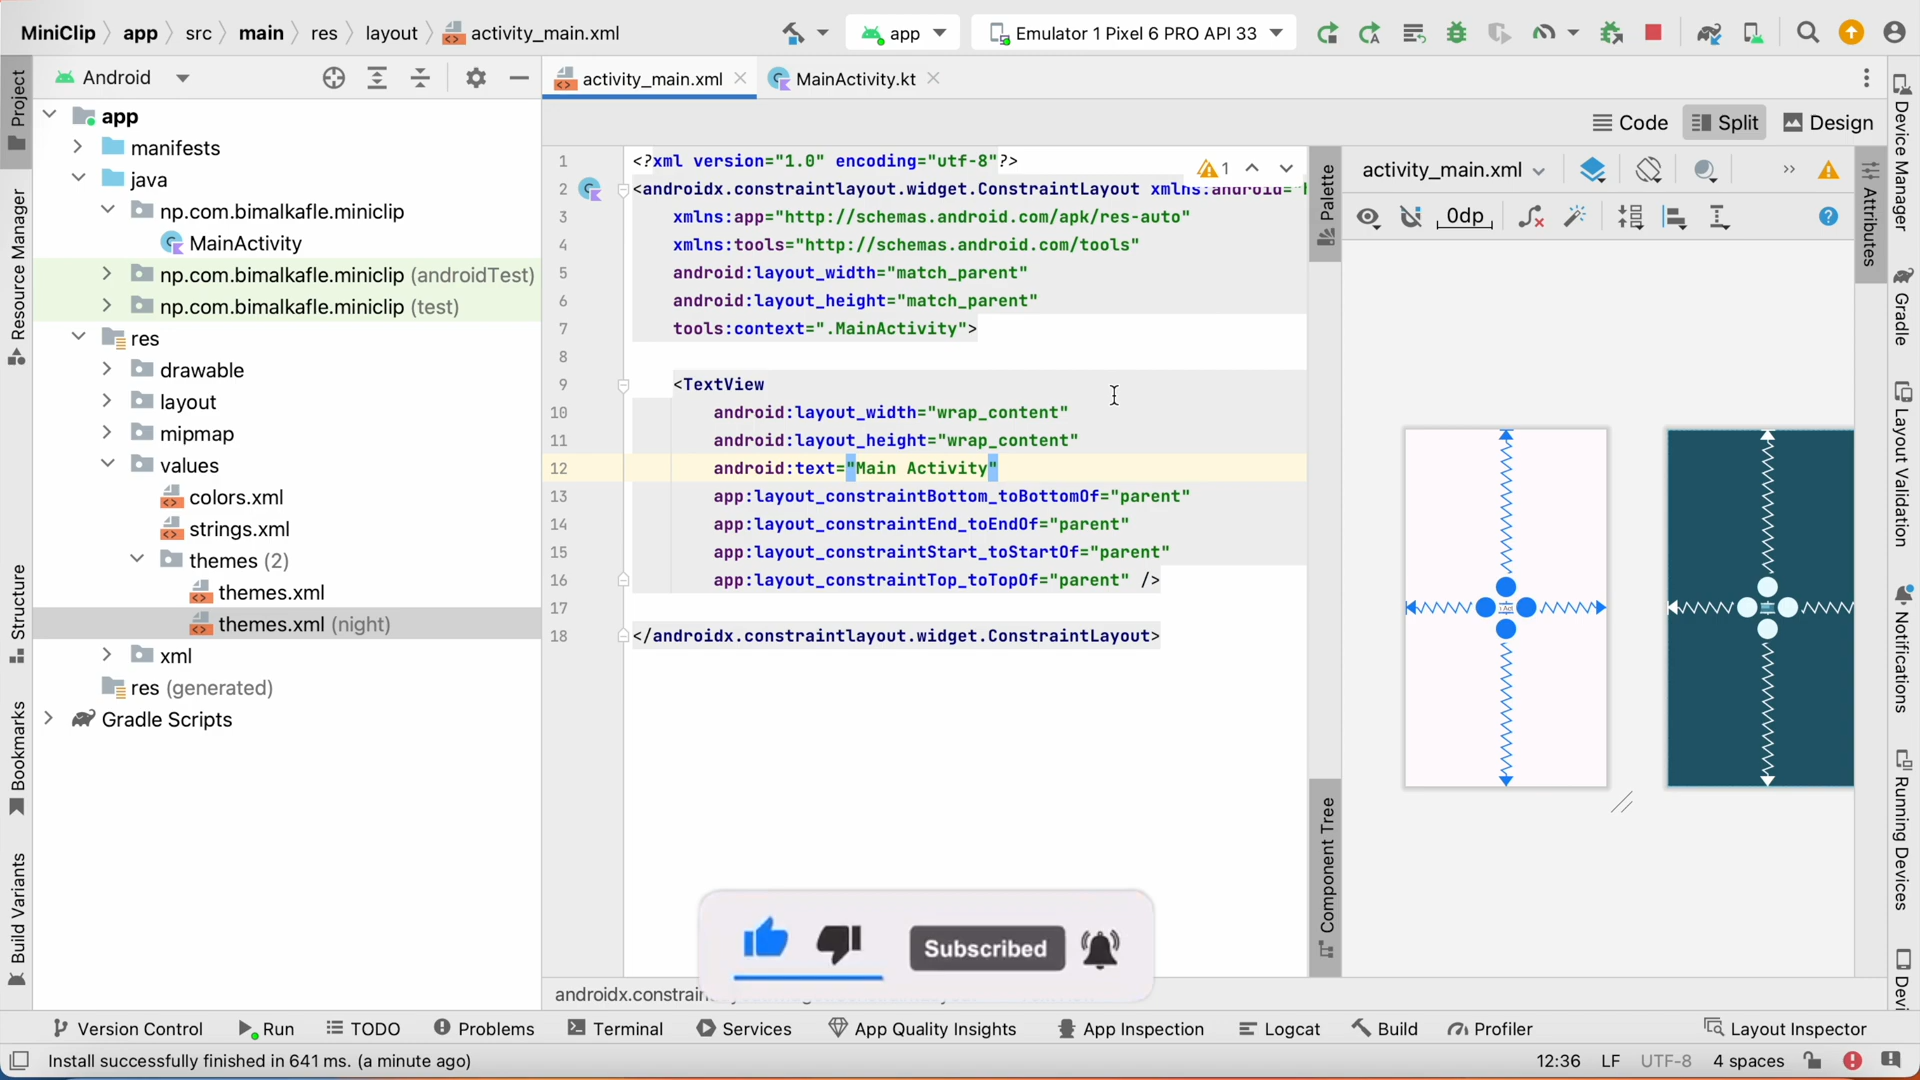 MiniClip app src main res layout activity_main.xml app Emulator 1 Pixel 6 PRO API 33
Project
Resource Manager
Structure
Bookmarks
Build Variants
Android
app
manifests
java
np.com.bimalkafle.miniclip
MainActivity
np.com.bimalkafle.miniclip (androidTest)
np.com.bimalkafle.miniclip (test)
res
drawable
layout
mipmap
values
colors.xml
strings.xml
themes (2)
themes.xml
themes.xml (night)
xml
res (generated)
Gradle Scripts
activity_main.xml MainActivity.kt
Code Split Design
1 <?xml version="1.0" encoding="utf-8"?>
1
2 <androidx.constraintlayout.widget.ConstraintLayout xmlns:android="h
3 xmlns:app="http://schemas.android.com/apk/res-auto"
4 xmlns:tools="http://schemas.android.com/tools"
5 android:layout_width="match_parent"
6 android:layout_height="match_parent"
7 tools:context=".MainActivity">
8
9 <TextView
10 android:layout_width="wrap_content"
11 android:layout_height="wrap_content"
12 android:text="Main Activity"
13 app:layout_constraintBottom_toBottomOf="parent"
14 app:layout_constraintEnd_toEndOf="parent"
15 app:layout_constraintStart_toStartOf="parent"
16 app:layout_constraintTop_toTopOf="parent" />
17
18 </androidx.constraintlayout.widget.ConstraintLayout>
Subscribed
androidx.constrain
Palette
Component Tree
activity_main.xml
0dp
Attributes
Device Manager
Gradle
Layout Validation
Notifications
Running Devices
Devi
Version Control Run TODO Problems Terminal Services App Quality Insights App Inspection Logcat Build Profiler Layout Inspector
Install successfully finished in 641 ms. (a minute ago) 12:36 LF UTF-8 4 spaces